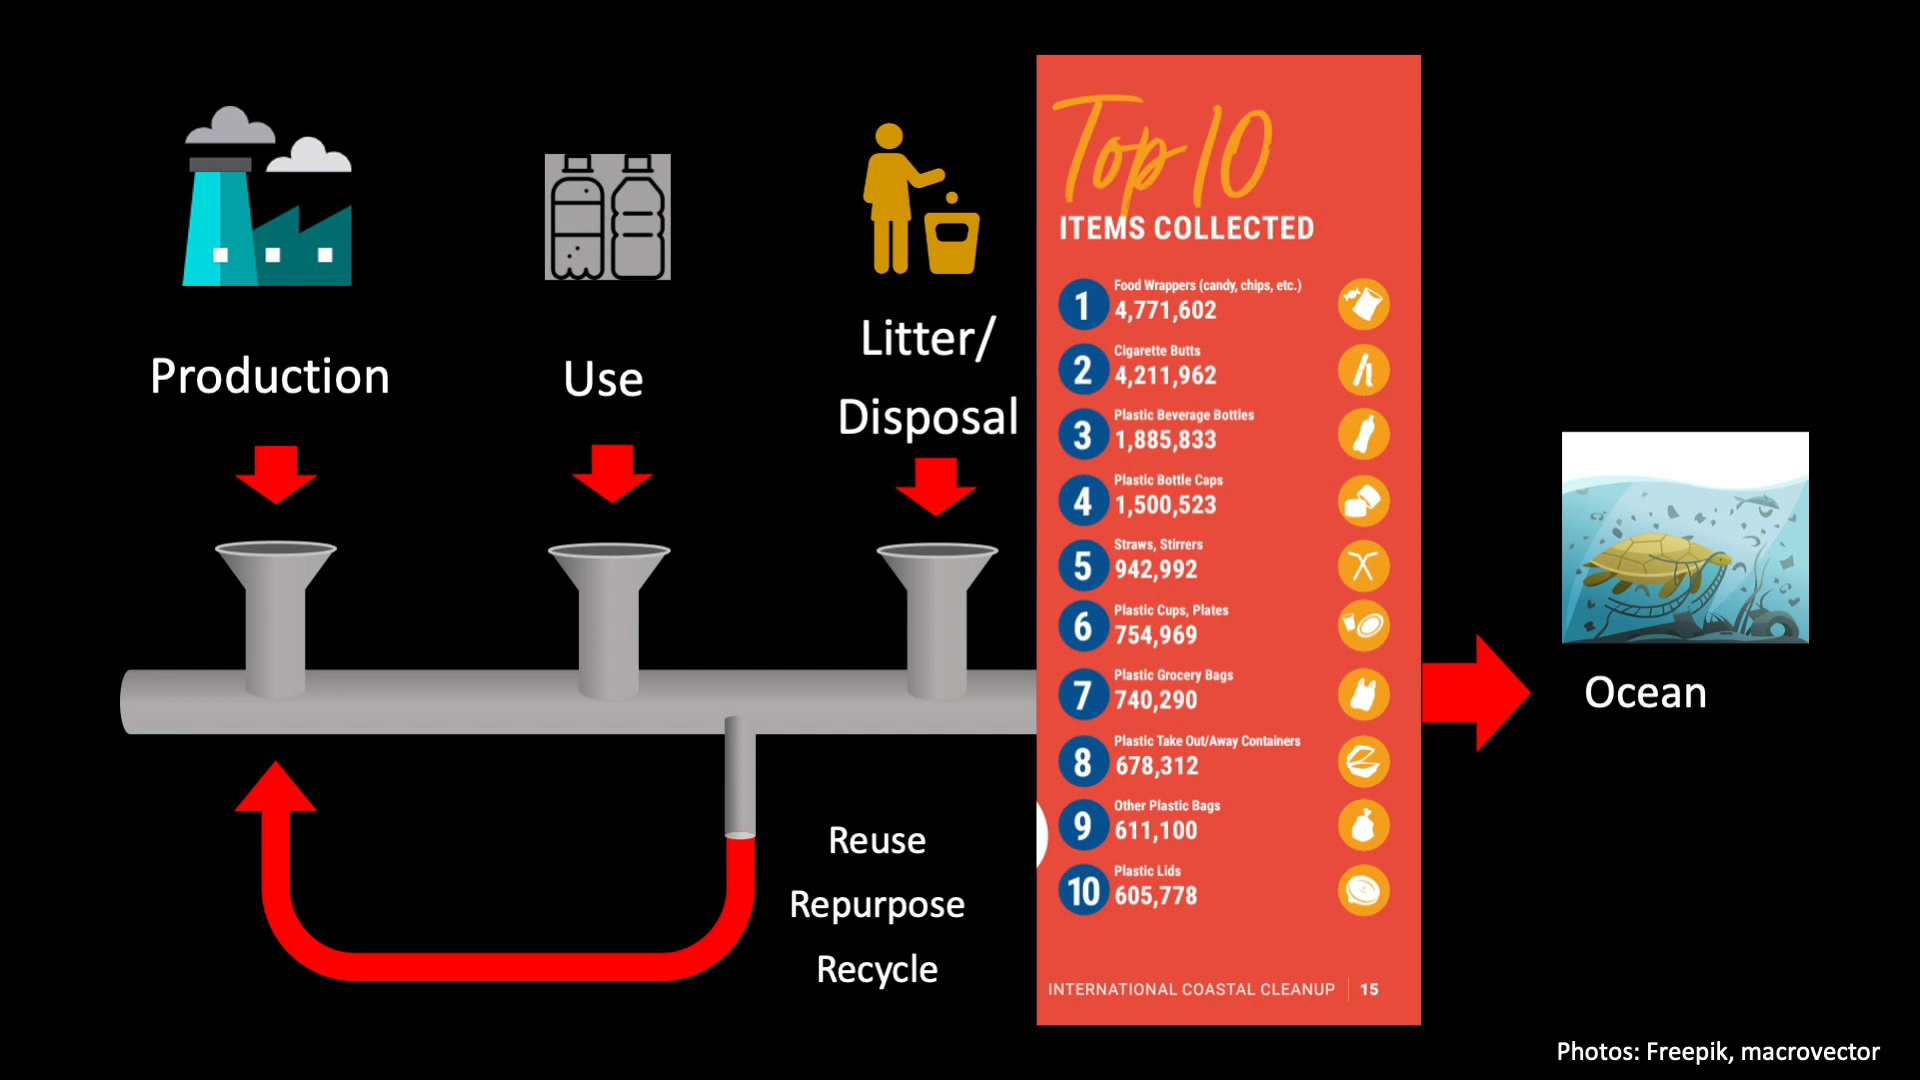 Production
Use
Litter/
Disposal
Top 10
ITEMS COLLECTED
1
Food Wrappers (candy, chips, etc.)
4,771,602
2
Cigarette Butts
4,211,962
3
Plastic Beverage Bottles
1,885,833
4
Plastic Bottle Caps
1,500,523
5
Straws, Stirrers
942,992
6
Plastic Cups, Plates
754,969
7
Plastic Grocery Bags
740,290
8
Plastic Take Out/Away Containers
678,312
9
Other Plastic Bags
611,100
10
Plastic Lids
605,778
INTERNATIONAL COASTAL CLEANUP | 15
Reuse
Repurpose
Recycle
Ocean
Photos: Freepik, macrovector